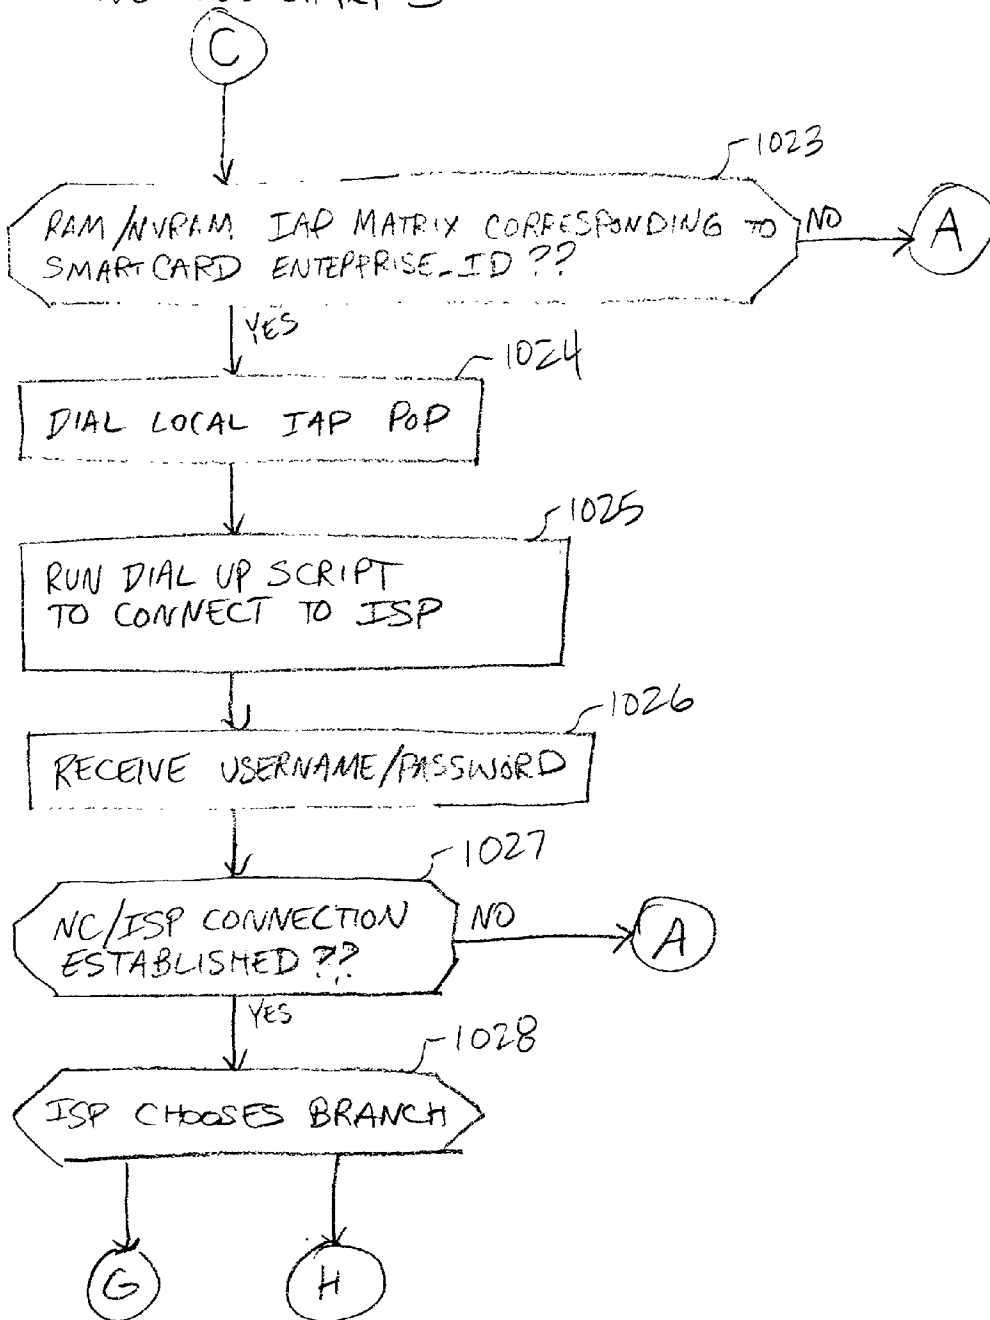 C
1023
RAM/NVRAM IAP MATRIX CORRESPONDING TO
SMARTCARD ENTERPRISE_ID ??
NO
A
YES
1024
DIAL LOCAL IAP POP
1025
RUN DIAL UP SCRIPT
TO CONNECT TO ISP
1026
RECEIVE USERNAME/PASSWORD
1027
NC/ISP CONNECTION
ESTABLISHED ??
NO
A
YES
1028
ISP CHOOSES BRANCH
G
H